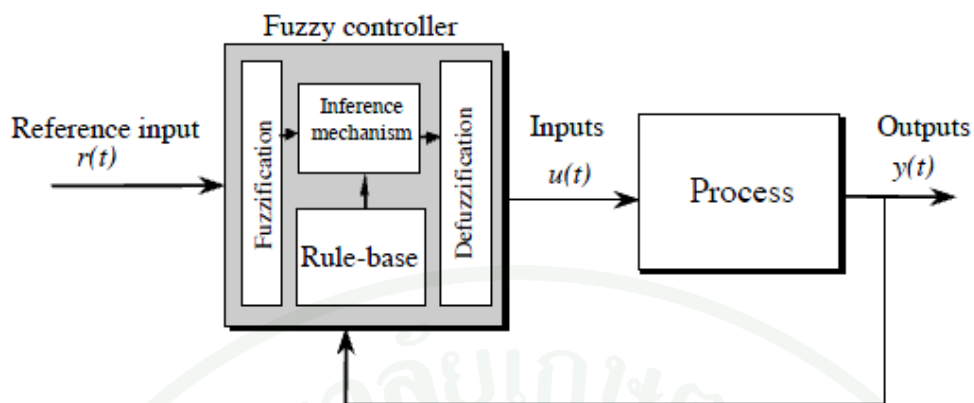 Fuzzy controller
Reference input
r(t)
Fuzzification
Inference
mechanism
Rule-base
Defuzzification
Inputs
u(t)
Process
Outputs
y(t)